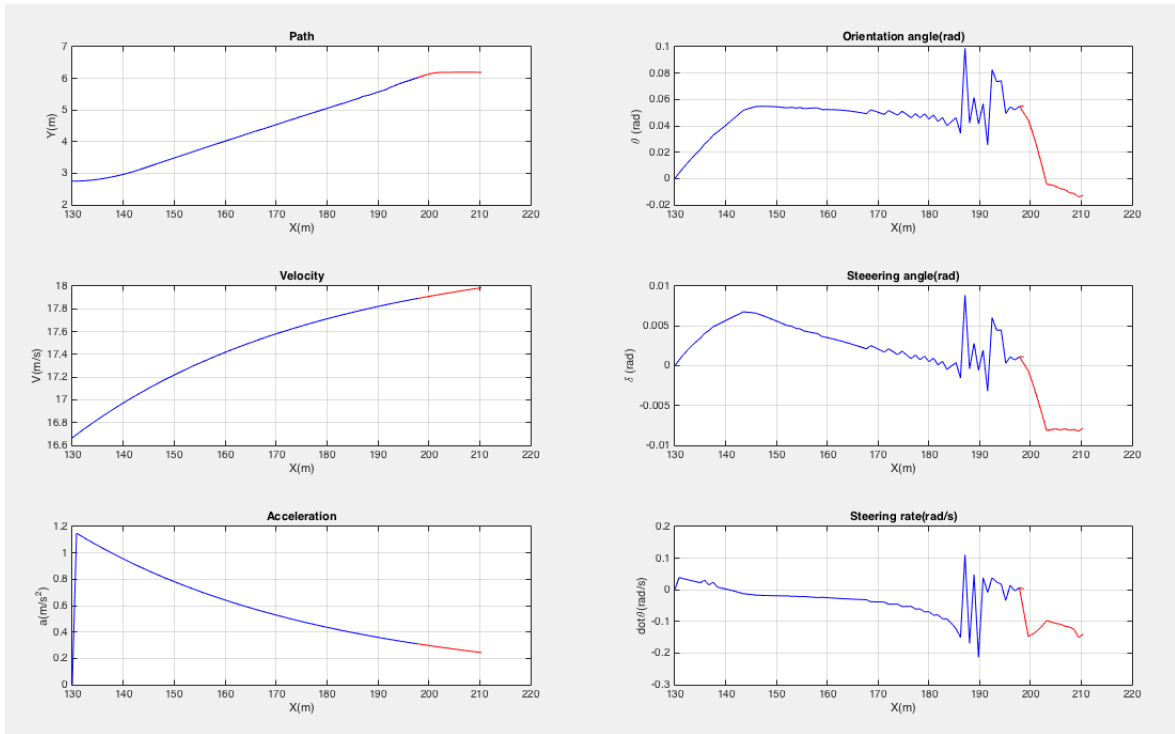 Path
7
6
5
4
3
2
Y(m)
130 140 150 160 170 180 190 200 210 220
X(m)
Orientation angle(rad)
0.1
0.08
0.06
0.04
0.02
0
-0.02
θ (rad)
130 140 150 160 170 180 190 200 210 220
X(m)
Velocity
18
17.8
17.6
17.4
17.2
17
16.8
16.6
V(m/s)
130 140 150 160 170 180 190 200 210 220
X(m)
Steeering angle(rad)
0.01
0.005
0
-0.005
-0.01
δ (rad)
130 140 150 160 170 180 190 200 210 220
X(m)
Acceleration
1.2
1
0.8
0.6
0.4
0.2
0
a(m/s²)
130 140 150 160 170 180 190 200 210 220
X(m)
Steering rate(rad/s)
0.2
0.1
0
-0.1
-0.2
-0.3
dotθ(rad/s)
130 140 150 160 170 180 190 200 210 220
X(m)